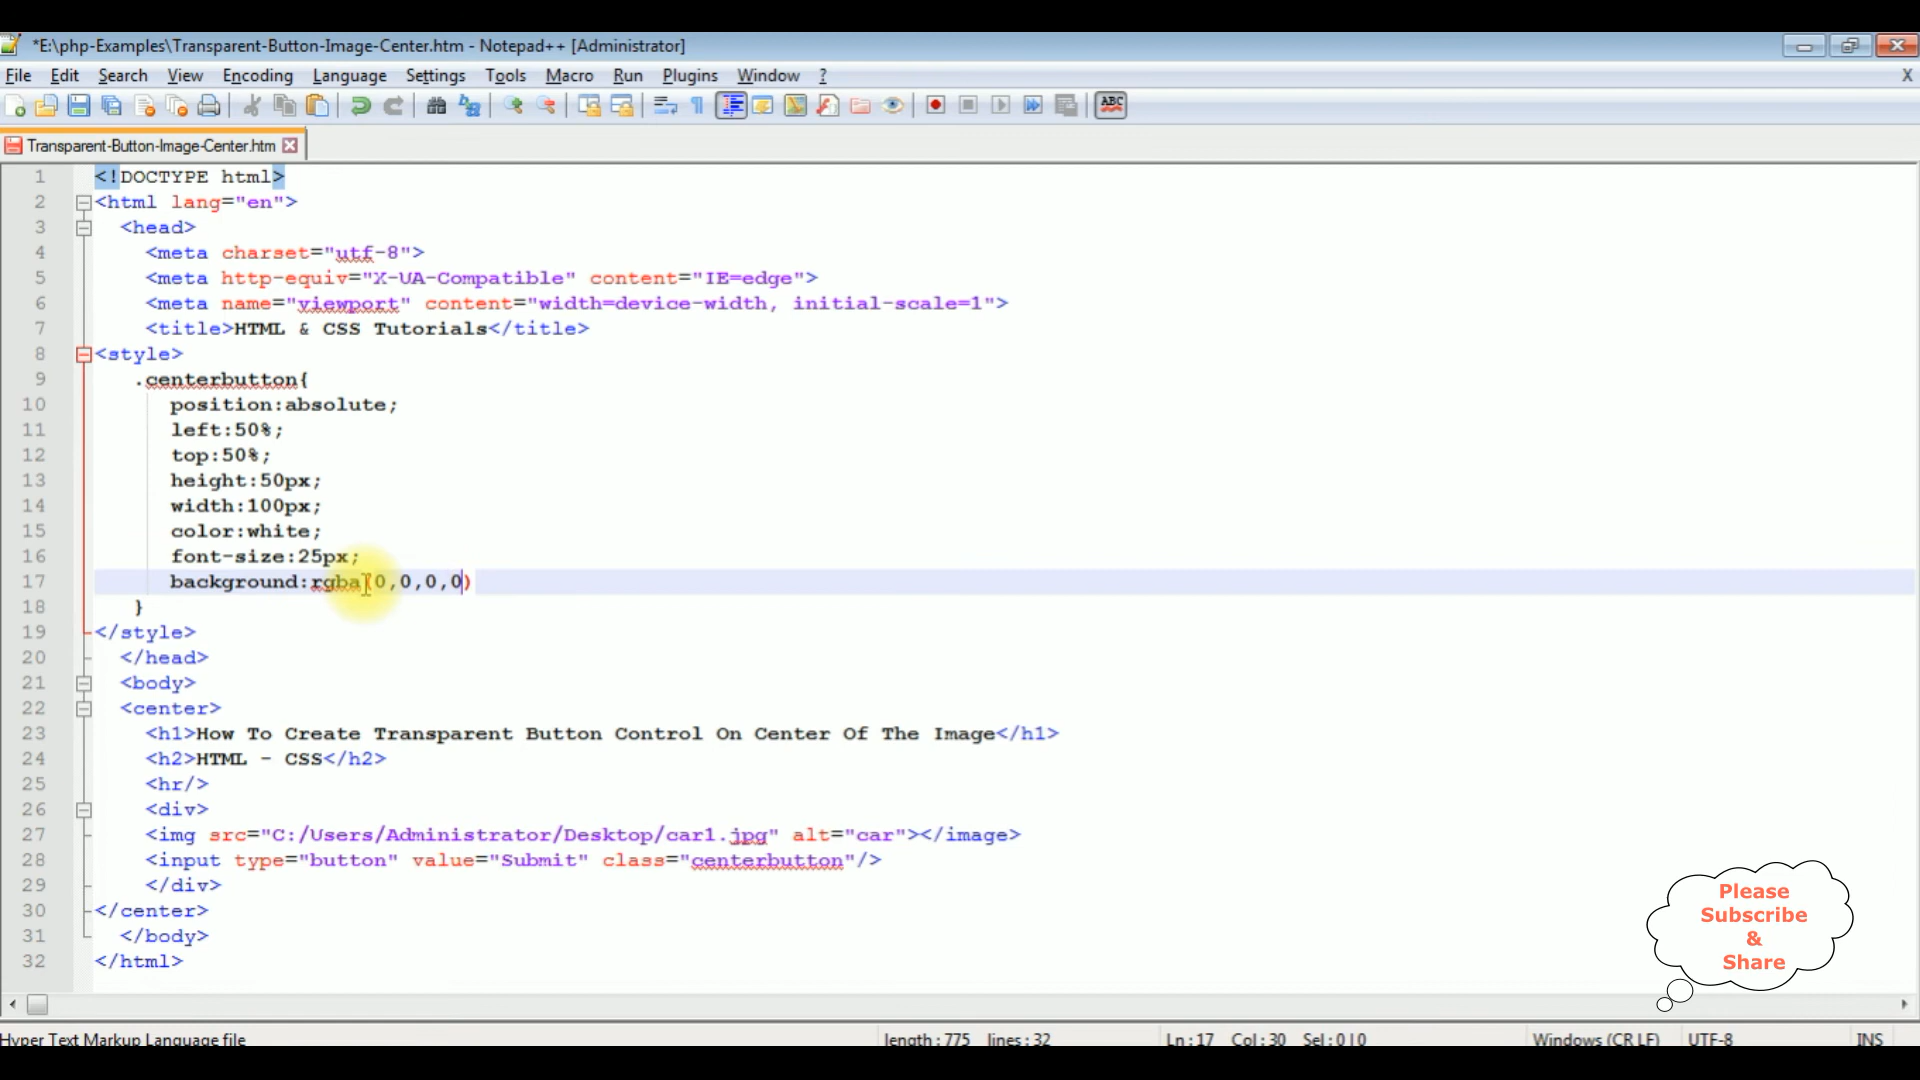 *E:\php-Examples\Transparent-Button-Image-Center.htm - Notepad++ [Administrator]
File Edit Search View Encoding Language Settings Tools Macro Run Plugins Window ? X
ABC
Transparent-Button-Image-Center.htm
1 <!DOCTYPE html>
2 <html lang="en">
3 <head>
4 <meta charset="utf-8">
5 <meta http-equiv="X-UA-Compatible" content="IE=edge">
6 <meta name="viewport" content="width=device-width, initial-scale=1">
7 <title>HTML & CSS Tutorials</title>
8 <style>
9 .centerbutton{
10 position:absolute;
11 left:50%;
12 top:50%;
13 height:50px;
14 width:100px;
15 color:white;
16 font-size:25px;
17 background:rgba(0,0,0,0)
18 }
19 </style>
20 </head>
21 <body>
22 <center>
23 <h1>How To Create Transparent Button Control On Center Of The Image</h1>
24 <h2>HTML - CSS</h2>
25 <hr/>
26 <div>
27 <img src="C:/Users/Administrator/Desktop/car1.jpg" alt="car"></image>
28 <input type="button" value="Submit" class="centerbutton"/>
29 </div>
30 </center>
31 </body>
32 </html>
Please
Subscribe
&
Share
Hyper Text Markup Language file length : 775 lines : 32 Ln : 17 Col : 30 Sel : 0 | 0 Windows (CR LF) UTF-8 INS